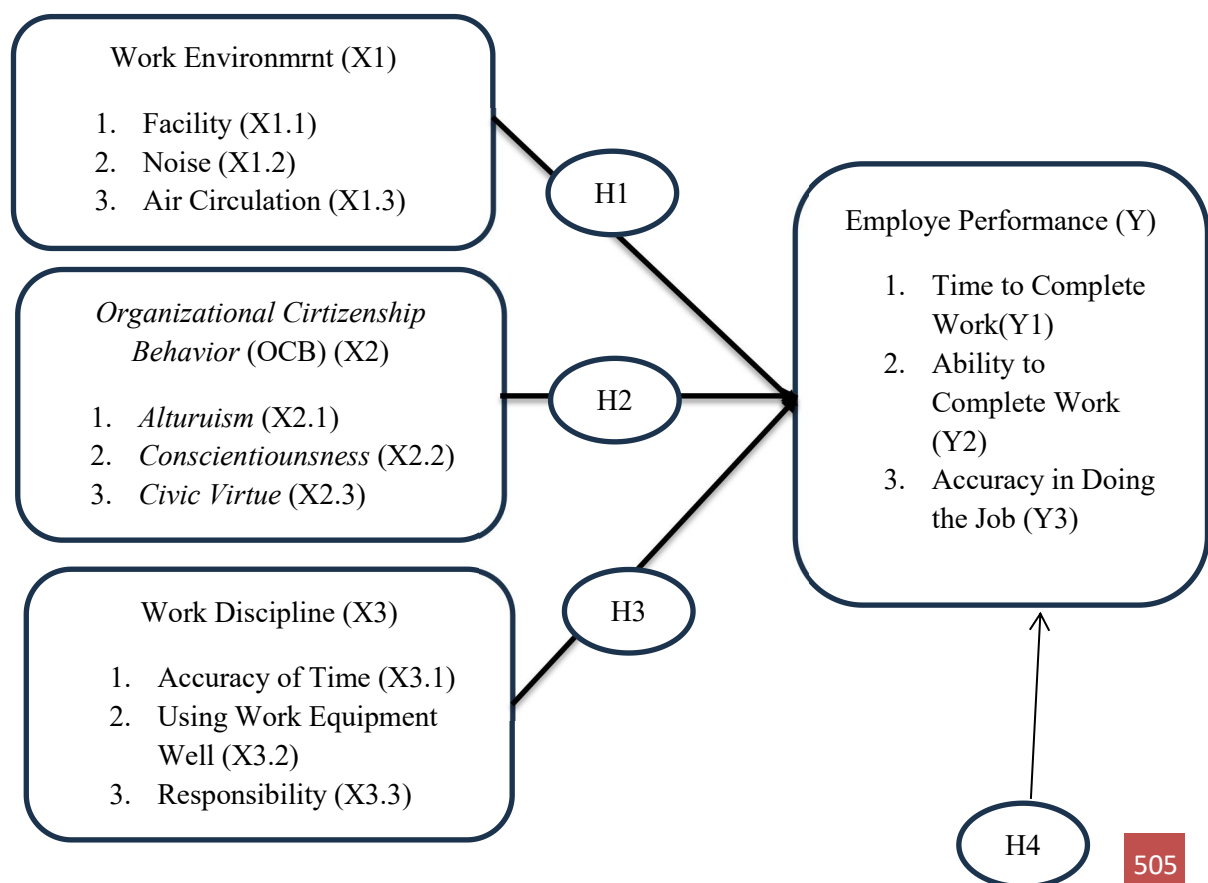 Work Environmrnt (X1)
1. Facility (X1.1)
2. Noise (X1.2)
3. Air Circulation (X1.3)
H1
Organizational Cirtizenship
Behavior (OCB) (X2)
1. Alturuism (X2.1)
2. Conscientiounsness (X2.2)
3. Civic Virtue (X2.3)
H2
Work Discipline (X3)
1. Accuracy of Time (X3.1)
2. Using Work Equipment
Well (X3.2)
3. Responsibility (X3.3)
H3
Employe Performance (Y)
1. Time to Complete
Work(Y1)
2. Ability to
Complete Work
(Y2)
3. Accuracy in Doing
the Job (Y3)
H4
505